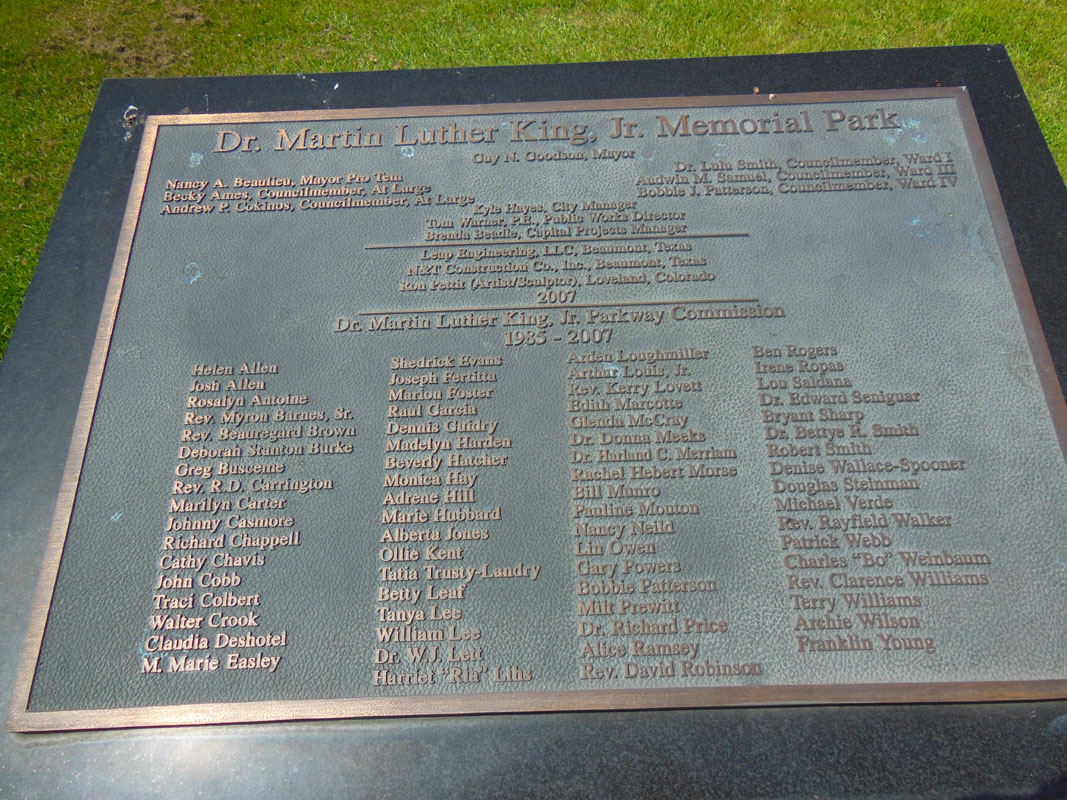 Dr. Martin Luther King, Jr. Memorial Park
Guy N. Goodson, Mayor
Nancy A. Beaulieu, Mayor Pro Tem
Becky Ames, Councilmember, At Large
Andrew P. Cokinos, Councilmember, At Large
Dr. Lulu Smith, Councilmember, Ward I
Audwin M. Samuel, Councilmember, Ward III
Bobbie J. Patterson, Councilmember, Ward IV
Kyle Hayes, City Manager
Tom Warner, P.E., Public Works Director
Brenda Beadle, Capital Projects Manager
Leap Engineering, LLC, Beaumont, Texas
N&T Construction Co., Inc., Beaumont, Texas
Ron Pettit (Artist/Sculptor), Loveland, Colorado
2007
Dr. Martin Luther King, Jr. Parkway Commission
1985 - 2007
Helen Allen
Josh Allen
Rosalyn Antoine
Rev. Myron Barnes, Sr.
Rev. Beauregard Brown
Deborah Stanton Burke
Greg Busceme
Rev. R.D. Carrington
Marilyn Carter
Johnny Casmore
Richard Chappell
Cathy Chavis
John Cobb
Traci Colbert
Walter Crook
Claudia Deshotel
M. Marie Easley
Shedrick Evans
Joseph Fertitta
Marion Foster
Raul Garcia
Dennis Guidry
Madelyn Harden
Beverly Hatcher
Monica Hay
Adrene Hill
Marie Hubbard
Alberta Jones
Ollie Kent
Tatia Trusty-Landry
Betty Leaf
Tanya Lee
William Lee
Dr. W.J. Lett
Harriet "Ria" Lihs
Arden Loughmiller
Arthur Louis, Jr.
Rev. Kerry Lovett
Edith Marcotte
Glenda McCray
Dr. Donna Meeks
Dr. Harland C. Merriam
Rachel Hebert Morse
Bill Munro
Pauline Mouton
Nancy Neild
Lin Owen
Gary Powers
Bobbie Patterson
Milt Prewitt
Dr. Richard Price
Alice Ramsey
Rev. David Robinson
Ben Rogers
Irene Ropas
Lou Saldana
Dr. Edward Seniguar
Bryant Sharp
Dr. Bettye R. Smith
Robert Smith
Denise Wallace-Spooner
Douglas Steinman
Michael Verde
Rev. Rayfield Walker
Patrick Webb
Charles "Bo" Weinbaum
Rev. Clarence Williams
Terry Williams
Archie Wilson
Franklin Young